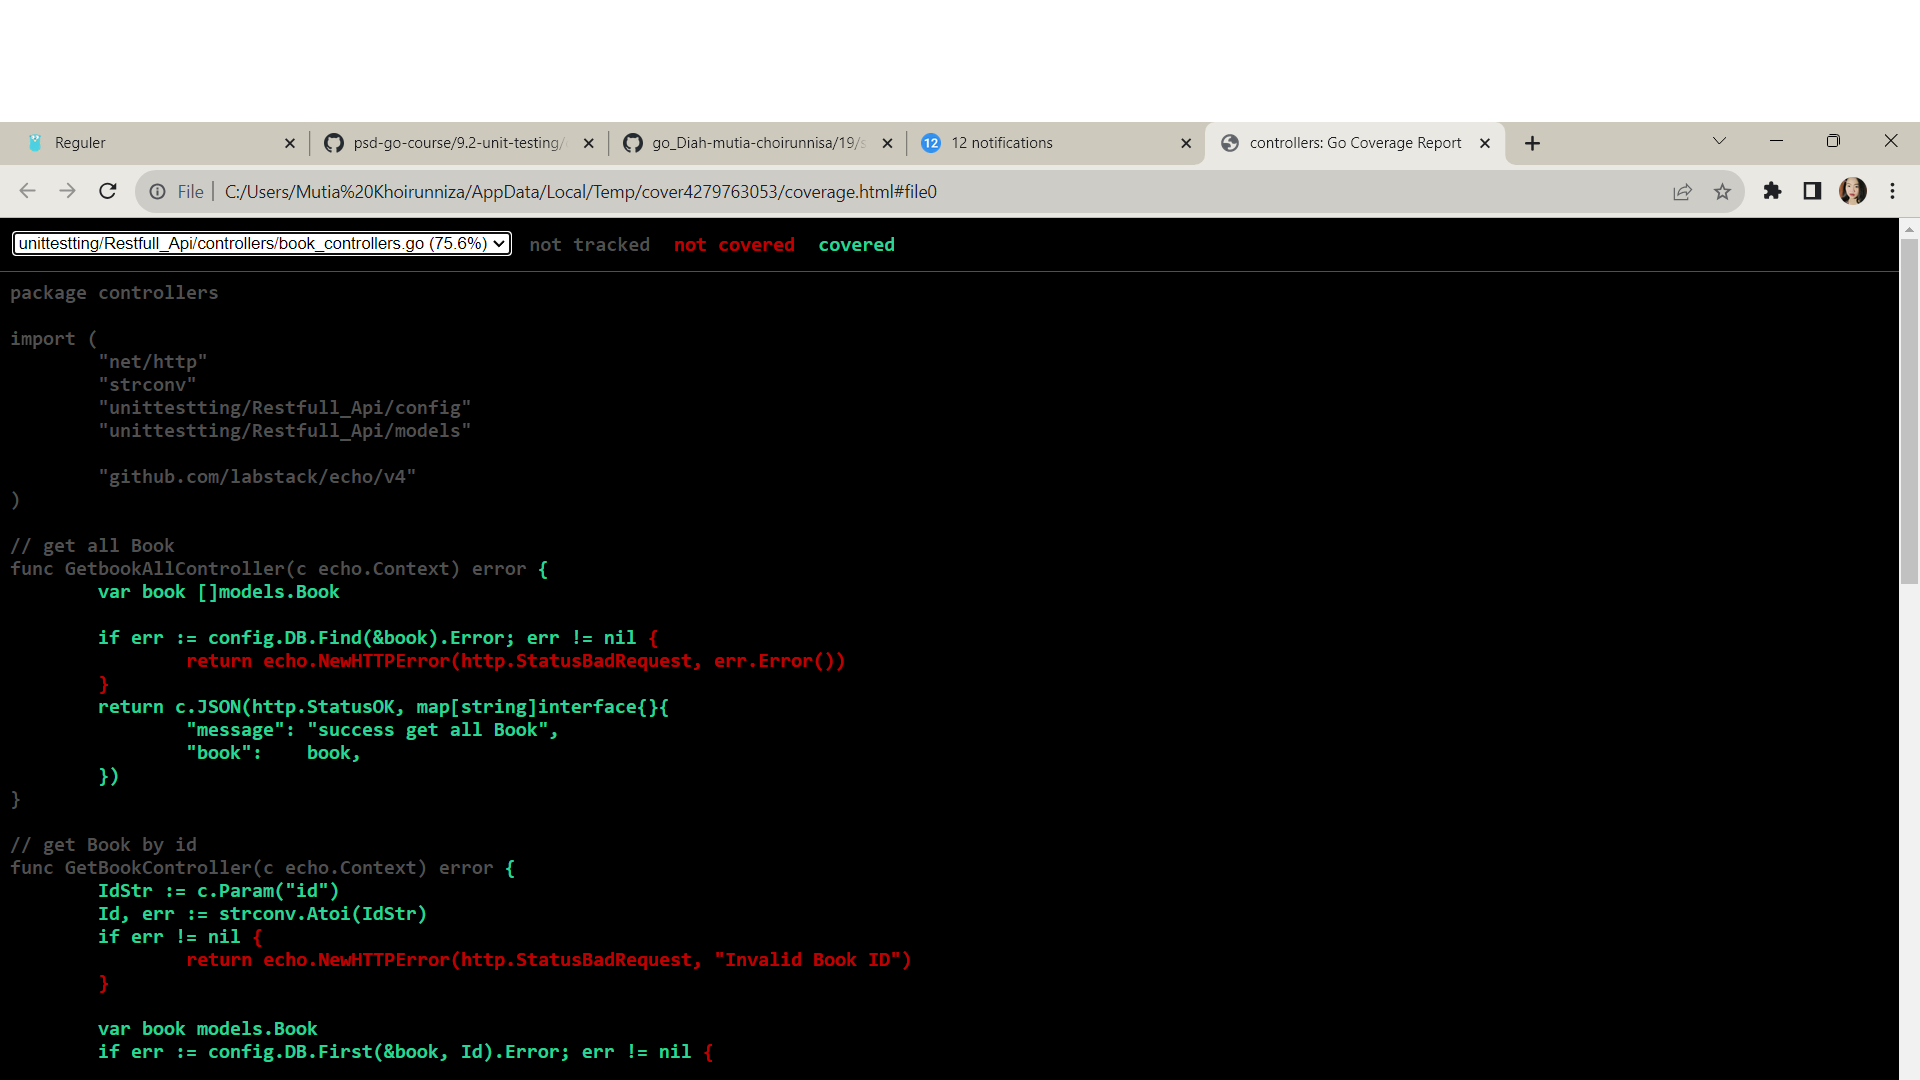 Reguler
psd-go-course/9.2-unit-testing/
go_Diah-mutia-choirunnisa/19/s
12 12 notifications
controllers: Go Coverage Report
File C:/Users/Mutia%20Khoirunniza/AppData/Local/Temp/cover4279763053/coverage.html#file0
unittestting/Restfull_Api/controllers/book_controllers.go (75.6%) not tracked not covered covered
package controllers
import (
"net/http"
"strconv"
"unittestting/Restfull_Api/config"
"unittestting/Restfull_Api/models"
"github.com/labstack/echo/v4"
)
// get all Book
func GetbookAllController(c echo.Context) error {
var book []models.Book
if err := config.DB.Find(&book).Error; err != nil {
return echo.NewHTTPError(http.StatusBadRequest, err.Error())
}
return c.JSON(http.StatusOK, map[string]interface{}{
"message": "success get all Book",
"book":    book,
})
}
// get Book by id
func GetBookController(c echo.Context) error {
IdStr := c.Param("id")
Id, err := strconv.Atoi(IdStr)
if err != nil {
return echo.NewHTTPError(http.StatusBadRequest, "Invalid Book ID")
}
var book models.Book
if err := config.DB.First(&book, Id).Error; err != nil {